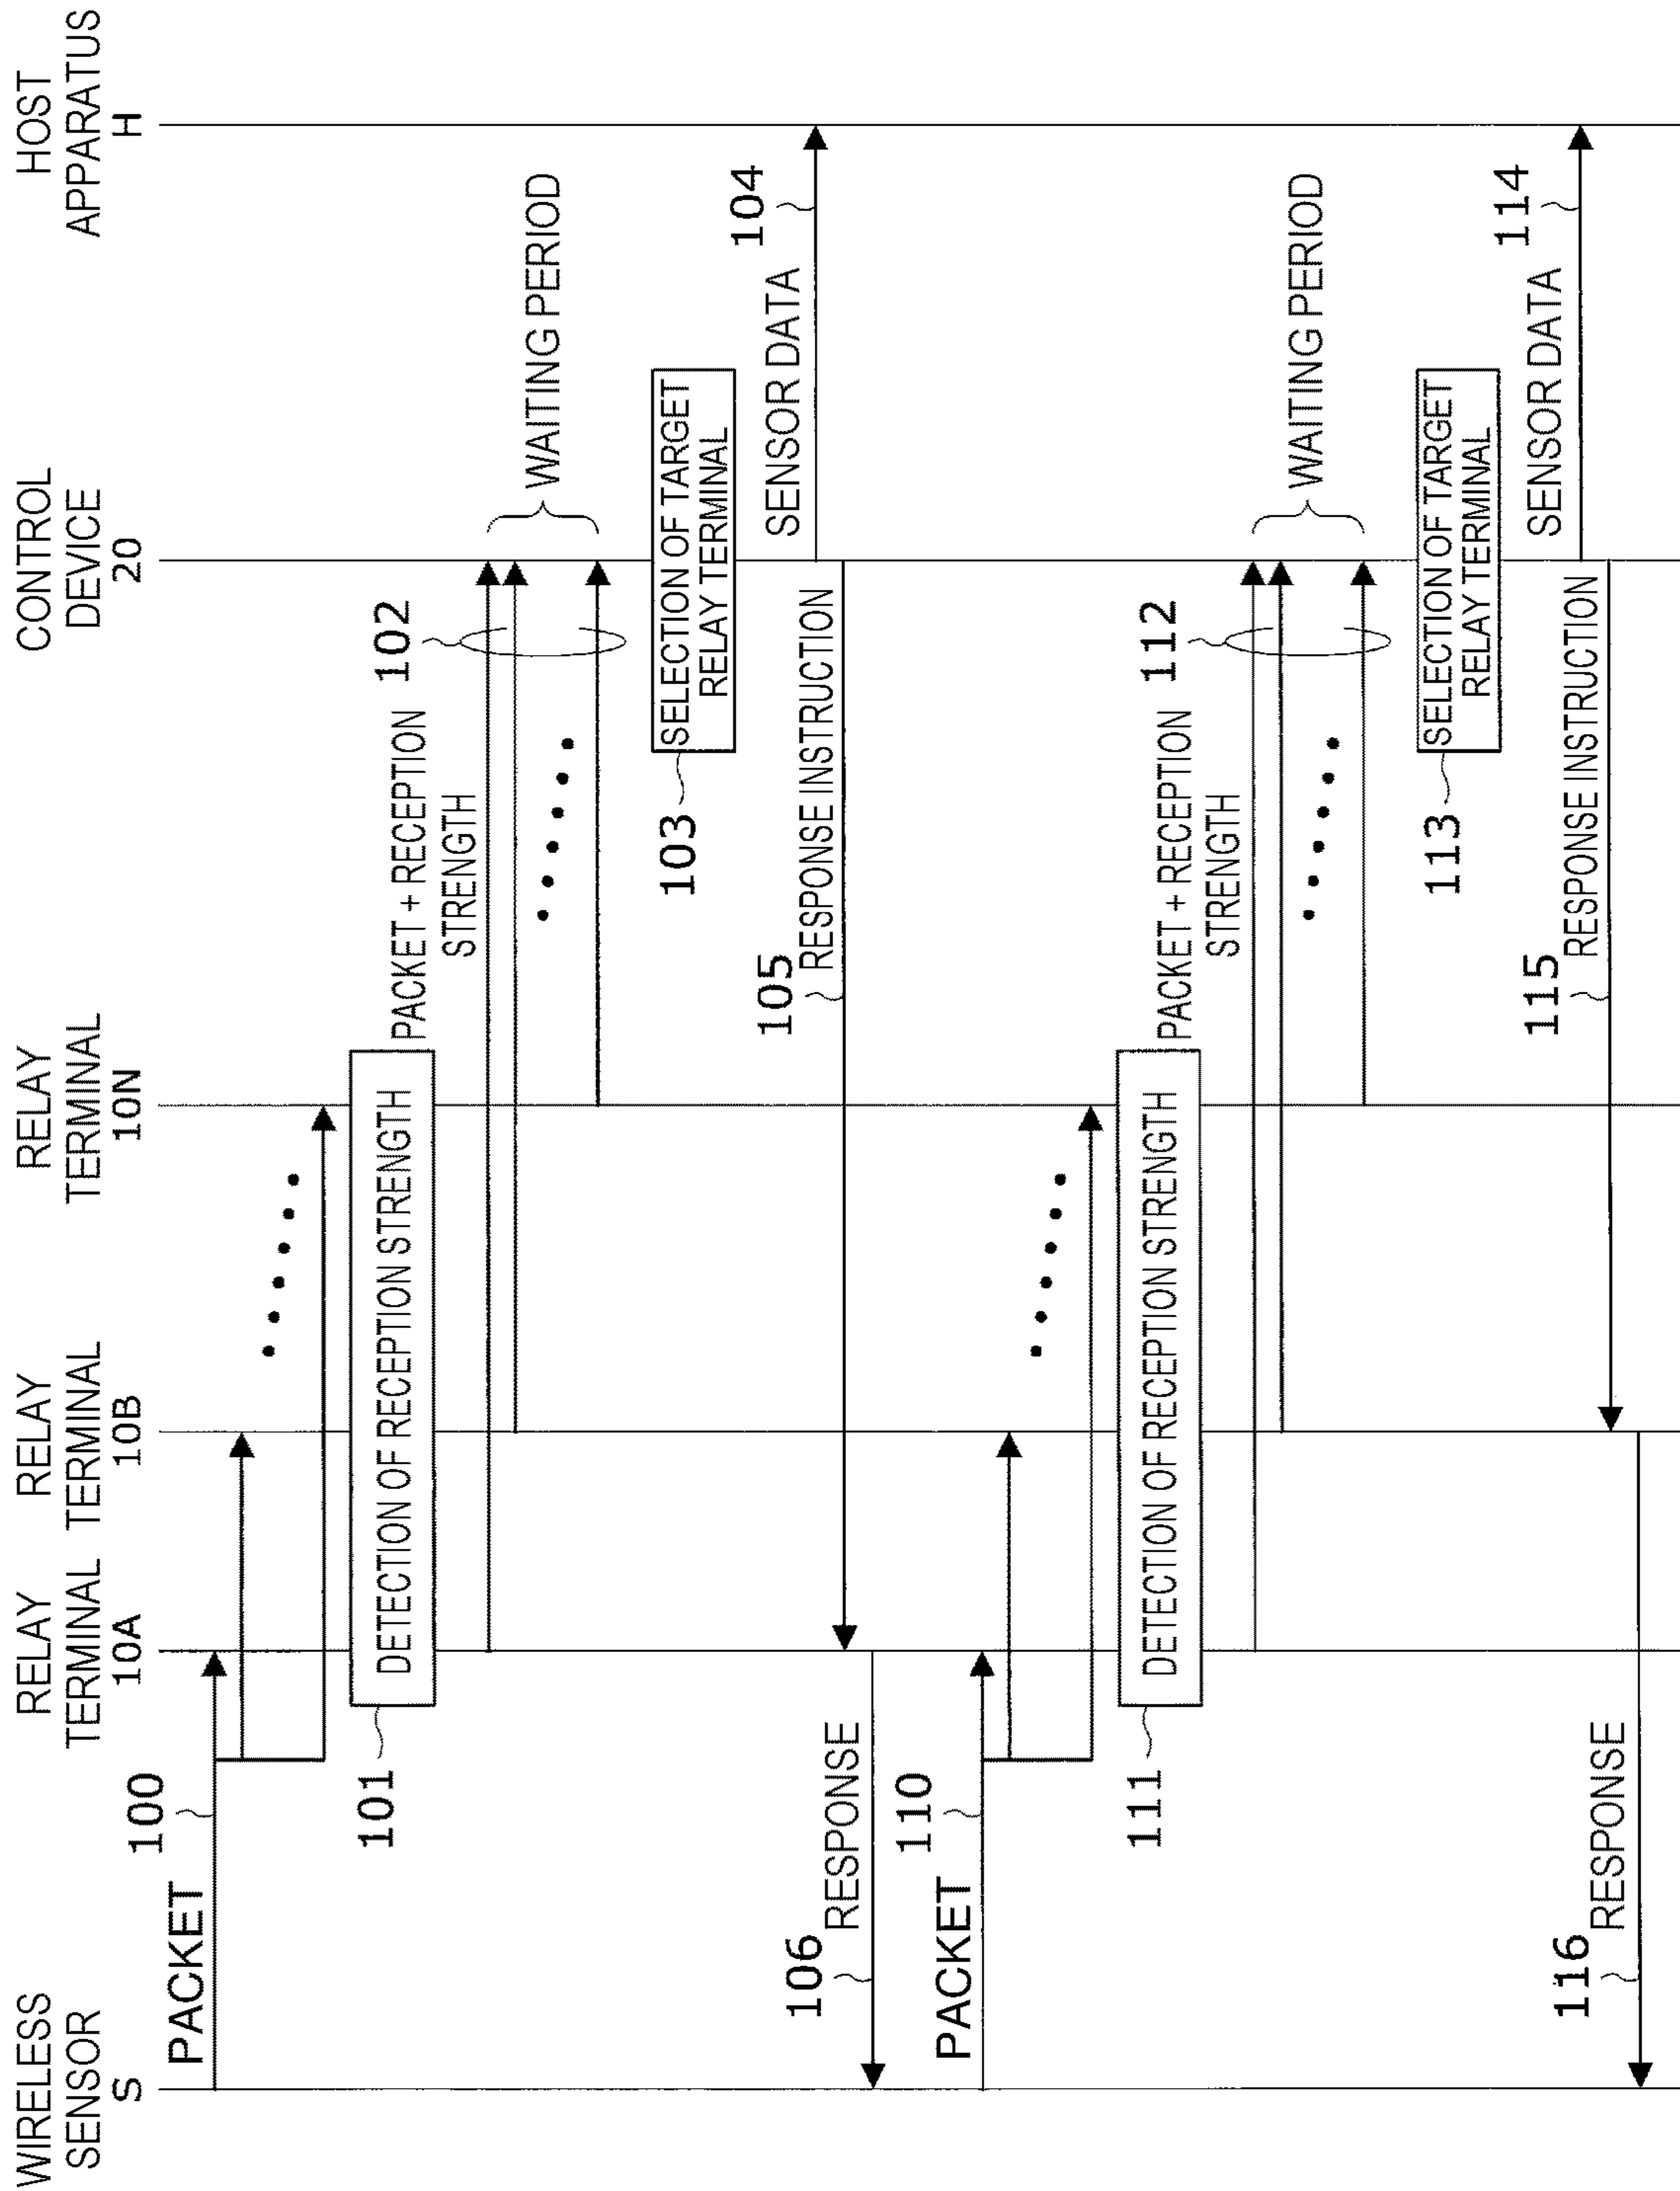 WIRELESS
SENSOR
S
RELAY
TERMINAL
10A
RELAY
TERMINAL
10B
RELAY
TERMINAL
10N
CONTROL
DEVICE
20
HOST
APPARATUS
H
PACKET
100
101
DETECTION OF RECEPTION STRENGTH
PACKET + RECEPTION
STRENGTH
102
WAITING PERIOD
103
SELECTION OF TARGET
RELAY TERMINAL
SENSOR DATA
104
105
RESPONSE INSTRUCTION
106
RESPONSE
PACKET
110
111
DETECTION OF RECEPTION STRENGTH
PACKET + RECEPTION
STRENGTH
112
WAITING PERIOD
113
SELECTION OF TARGET
RELAY TERMINAL
SENSOR DATA
114
115
RESPONSE INSTRUCTION
116
RESPONSE